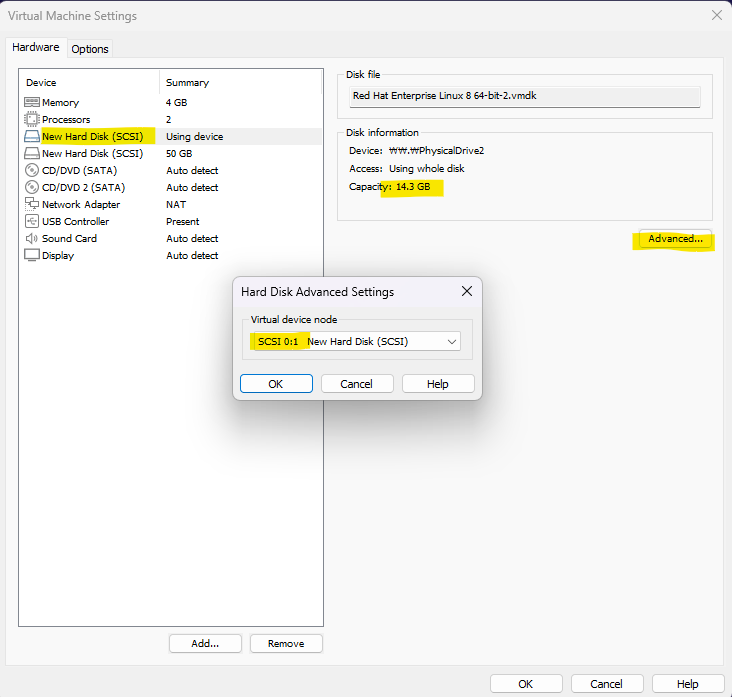 Virtual Machine Settings
Hardware Options
Device Summary
Memory 4 GB
Processors 2
New Hard Disk (SCSI) Using device
New Hard Disk (SCSI) 50 GB
CD/DVD (SATA) Auto detect
CD/DVD 2 (SATA) Auto detect
Network Adapter NAT
USB Controller Present
Sound Card Auto detect
Display Auto detect
Add... Remove
Disk file
Red Hat Enterprise Linux 8 64-bit-2.vmdk
Disk information
Device: ₩₩.₩PhysicalDrive2
Access: Using whole disk
Capacity: 14.3 GB
Advanced...
Hard Disk Advanced Settings
Virtual device node
SCSI 0:1 New Hard Disk (SCSI)
OK Cancel Help
OK Cancel Help